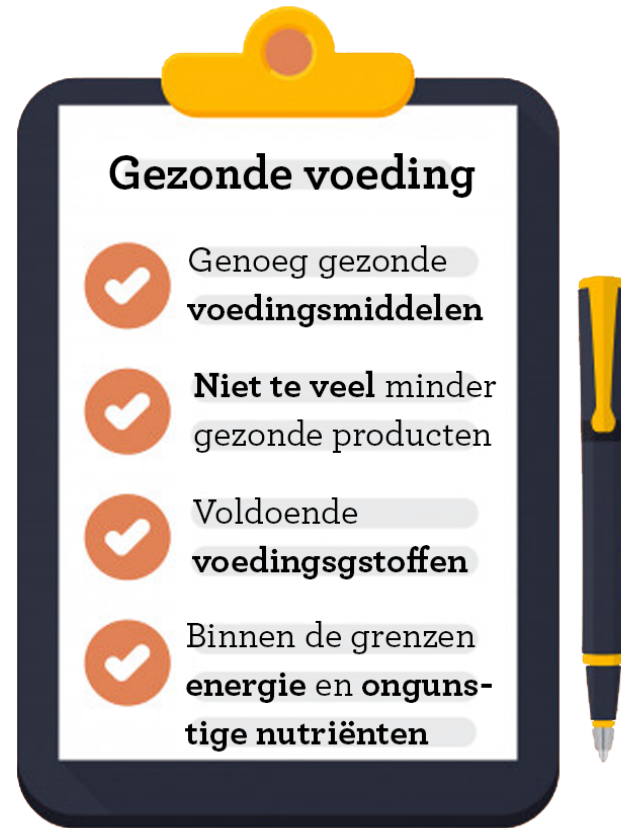 Gezonde voeding
Genoeg gezonde
voedingsmiddelen
Niet te veel minder
gezonde producten
Voldoende
voedingsgstoffen
Binnen de grenzen
energie en onguns-
tige nutriënten